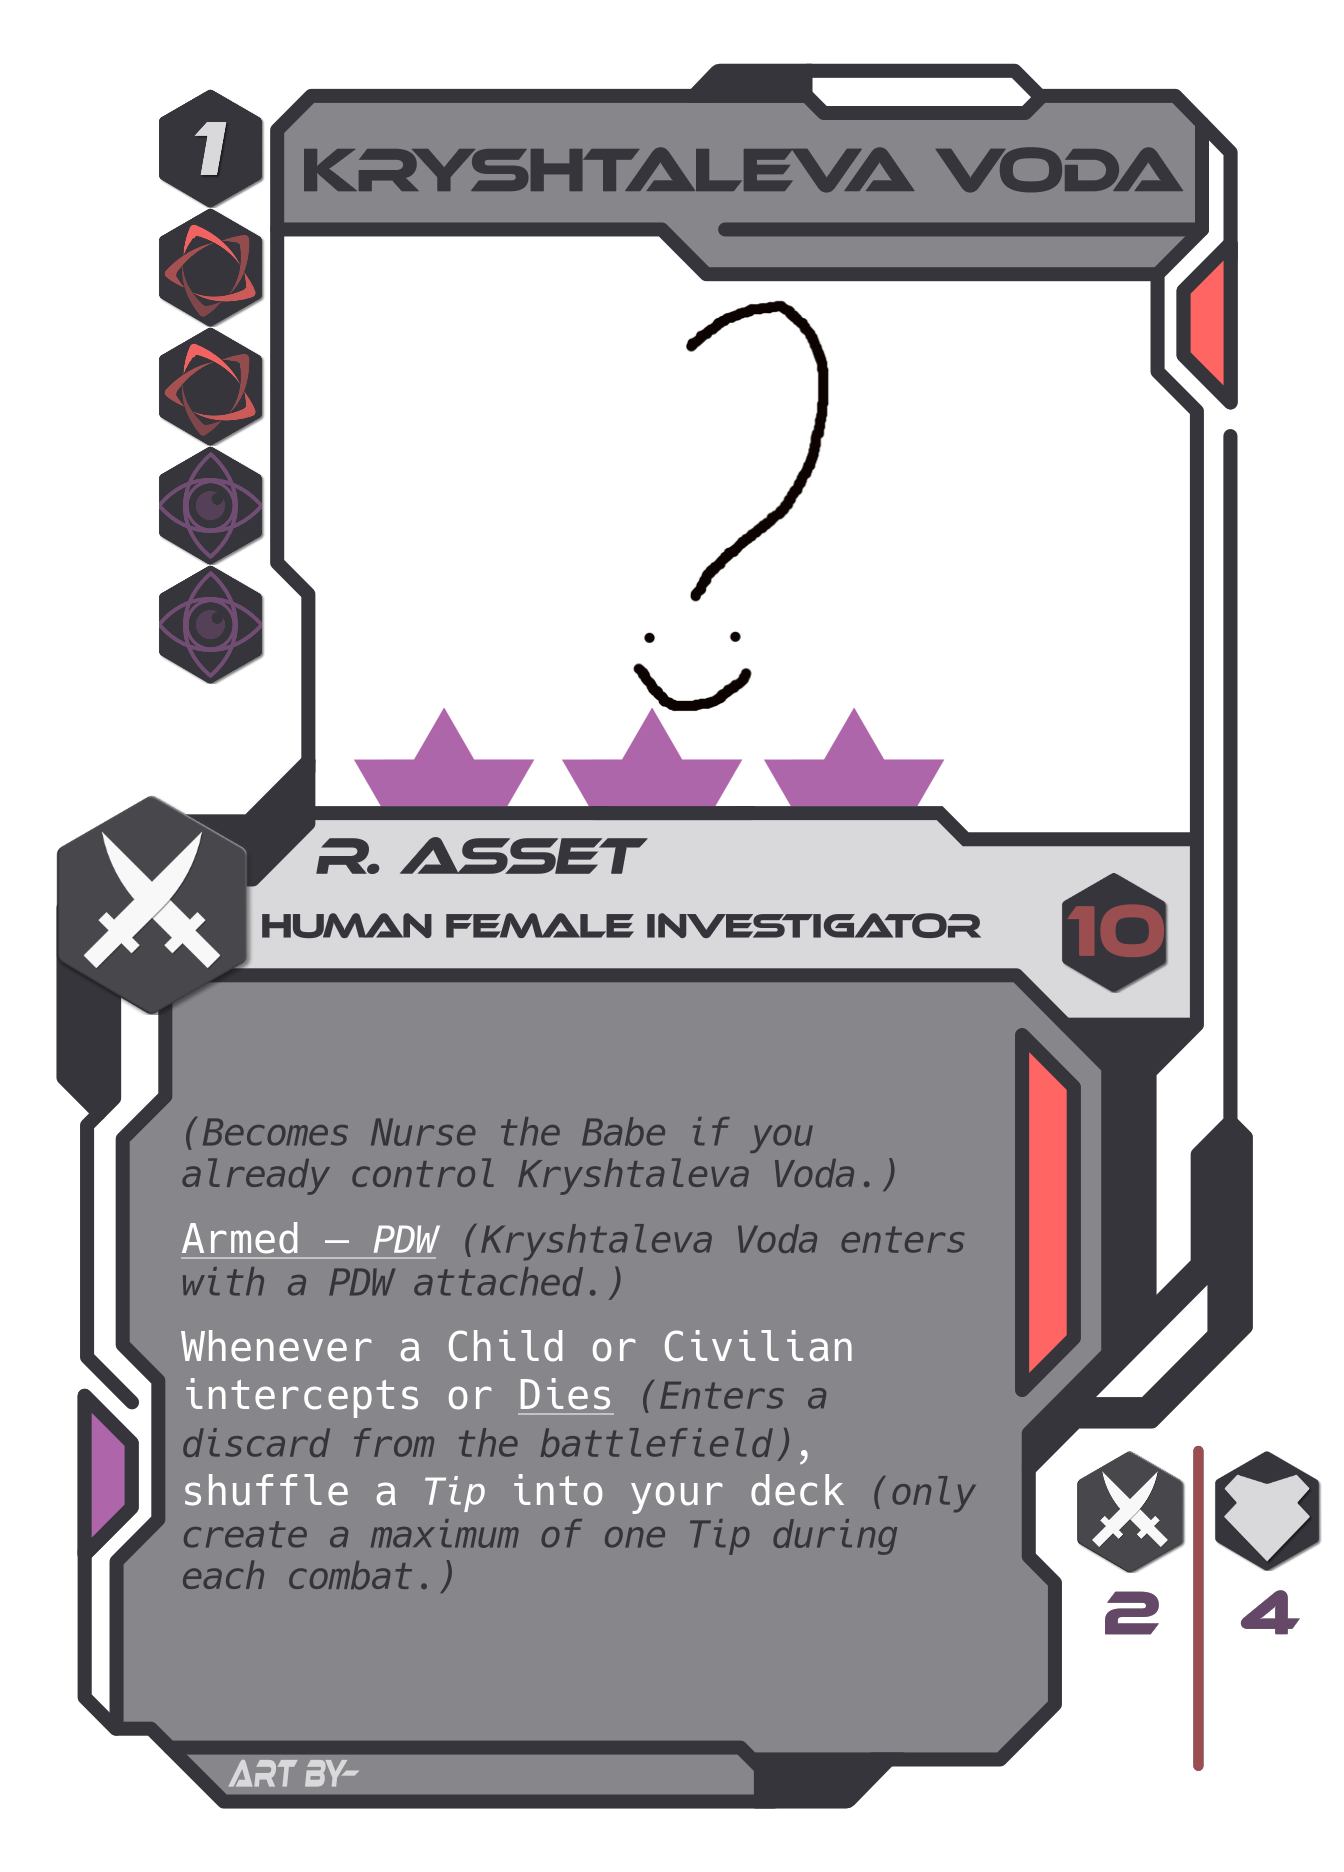 1
KRYSHTALEVA VODA
R. ASSET
HUMAN FEMALE INVESTIGATOR
10
(Becomes Nurse the Babe if you
already control Kryshtaleva Voda.)
Armed – PDW (Kryshtaleva Voda enters
with a PDW attached.)
Whenever a Child or Civilian
intercepts or Dies (Enters a
discard from the battlefield),
shuffle a Tip into your deck (only
create a maximum of one Tip during
each combat.)
2
4
ART BY-